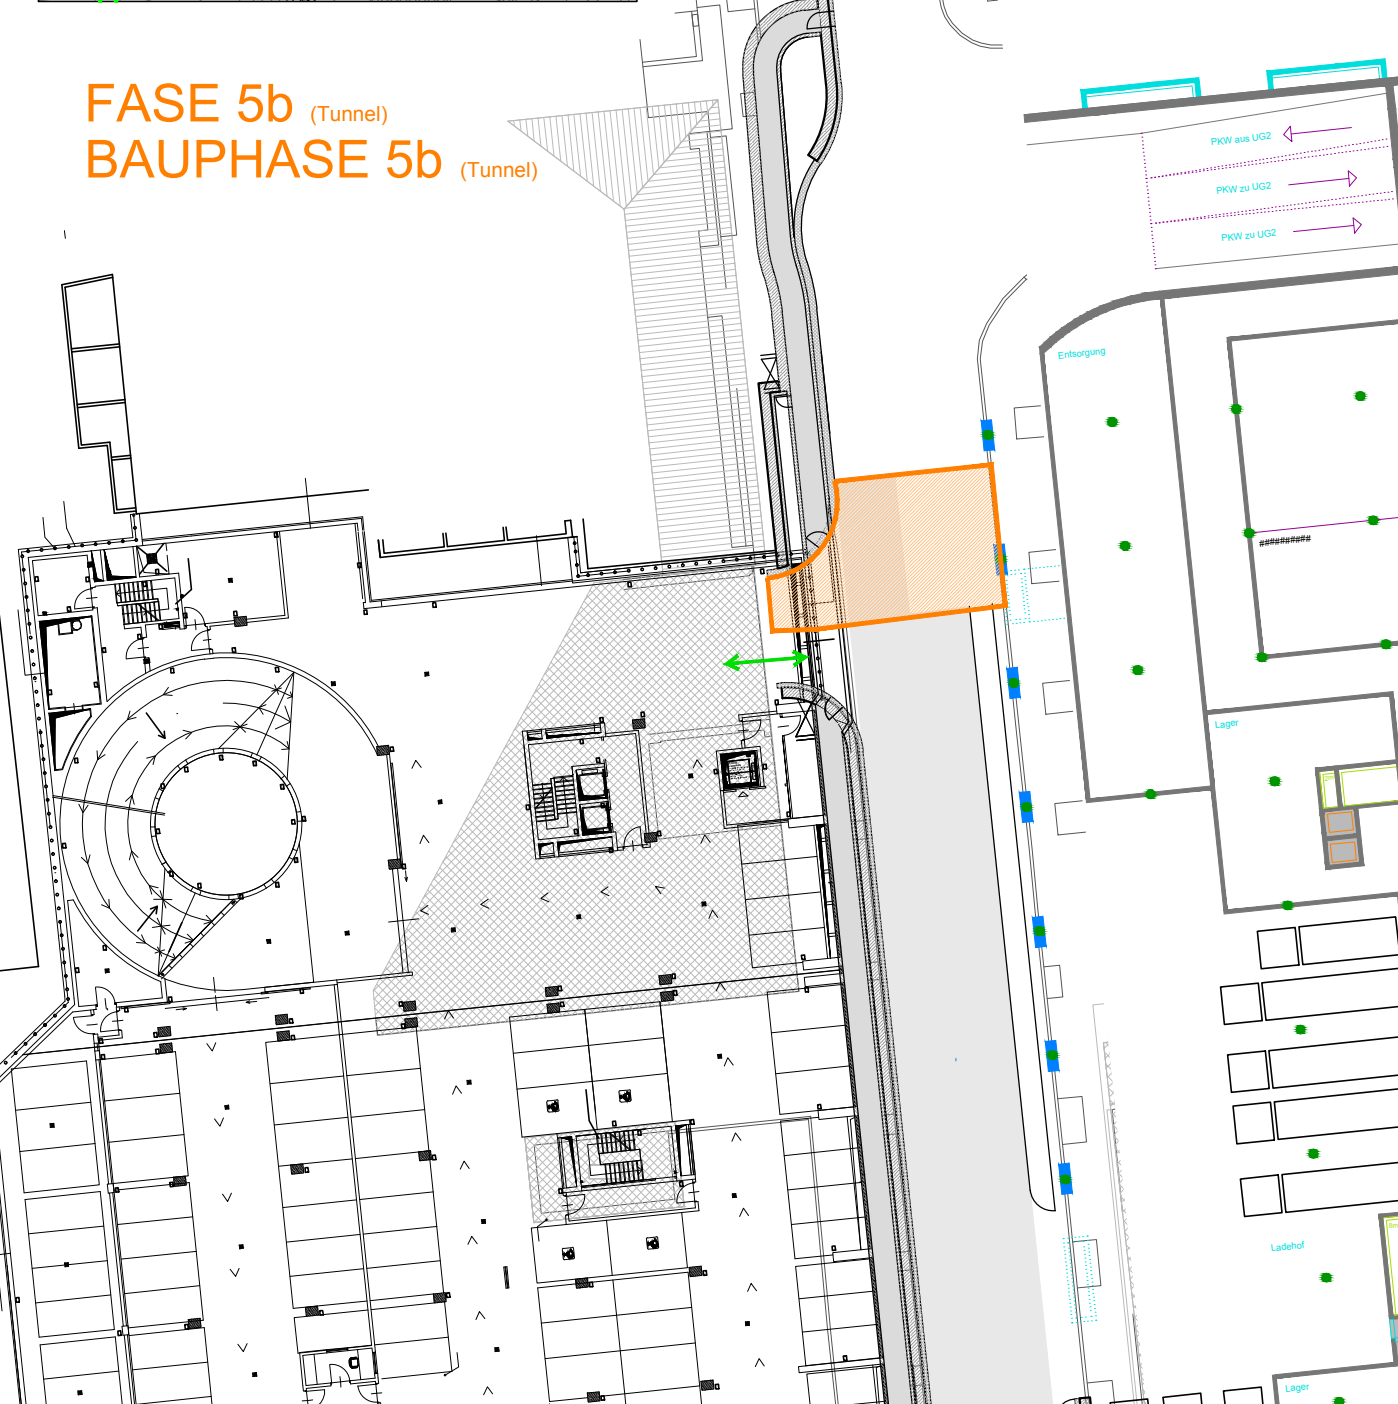 FASE 5b (Tunnel)
BAUPHASE 5b (Tunnel)
PKW aus UG2
PKW zu UG2
PKW zu UG2
Entsorgung
##########
Lager
Ladehof
Lager